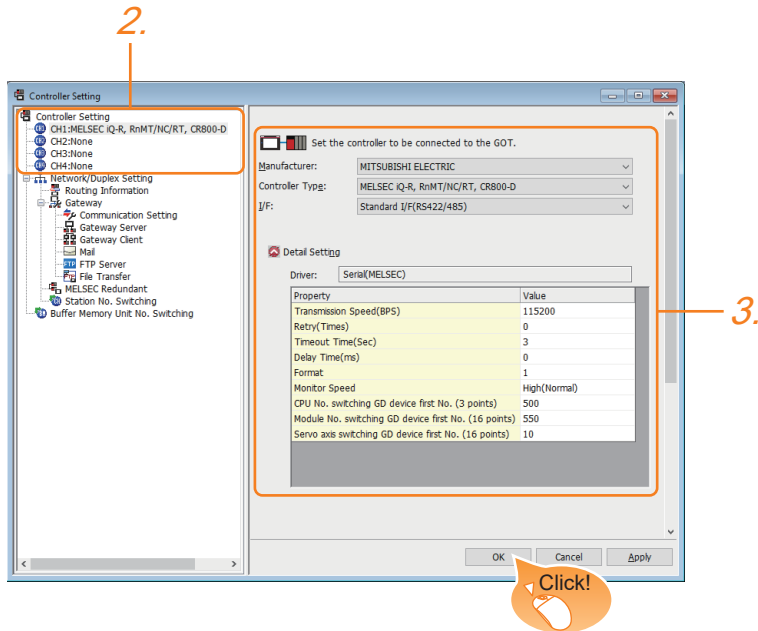 2.
Controller Setting
Controller Setting
CH1:MELSEC iQ-R, RnMT/NC/RT, CR800-D
CH2:None
CH3:None
CH4:None
Network/Duplex Setting
Routing Information
Gateway
Communication Setting
Gateway Server
Gateway Client
Mail
FTP Server
File Transfer
MELSEC Redundant
Station No. Switching
Buffer Memory Unit No. Switching
Set the controller to be connected to the GOT.
Manufacturer: MITSUBISHI ELECTRIC
Controller Type: MELSEC iQ-R, RnMT/NC/RT, CR800-D
I/F: Standard I/F(RS422/485)
Detail Setting
Driver: Serial(MELSEC)
Property Value
Transmission Speed(BPS) 115200
Retry(Times) 0
Timeout Time(Sec) 3
Delay Time(ms) 0
Format 1
Monitor Speed High(Normal)
CPU No. switching GD device first No. (3 points) 500
Module No. switching GD device first No. (16 points) 550
Servo axis switching GD device first No. (16 points) 10
3.
OK Cancel Apply
Click!